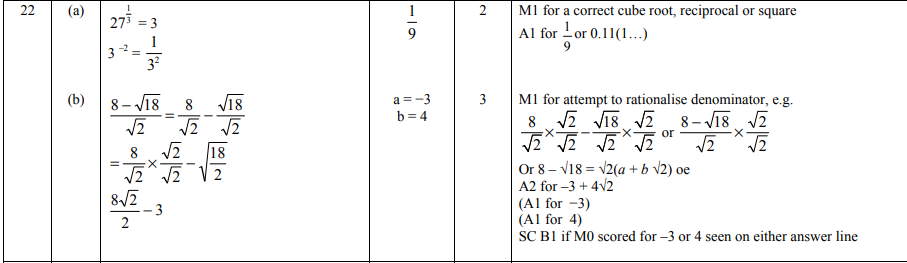 22 (a) 27^(1/3) = 3 1/9 2 M1 for a correct cube root, reciprocal or square
3^(–2) = 1/3² A1 for 1/9 or 0.11(1…)
(b) (8 – √18)/√2 = 8/√2 – √18/√2 a = –3 3 M1 for attempt to rationalise denominator, e.g.
b = 4 8/√2 × √2/√2 – √18/√2 × √2/√2 or (8 – √18)/√2 × √2/√2
= 8/√2 × √2/√2 – √(18/2)
Or 8 – √18 = √2(a + b √2) oe
8√2/2 – 3 A2 for –3 + 4√2
(A1 for –3)
(A1 for 4)
SC B1 if M0 scored for –3 or 4 seen on either answer line